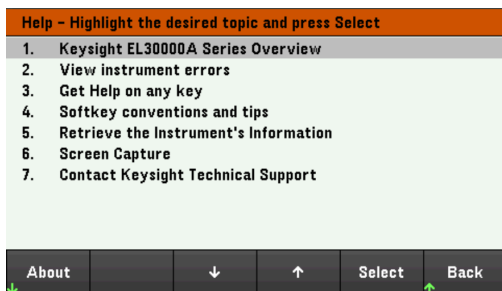 Help – Highlight the desired topic and press Select
1. Keysight EL30000A Series Overview
2. View instrument errors
3. Get Help on any key
4. Softkey conventions and tips
5. Retrieve the Instrument's Information
6. Screen Capture
7. Contact Keysight Technical Support
About ↓ ↑ Select Back